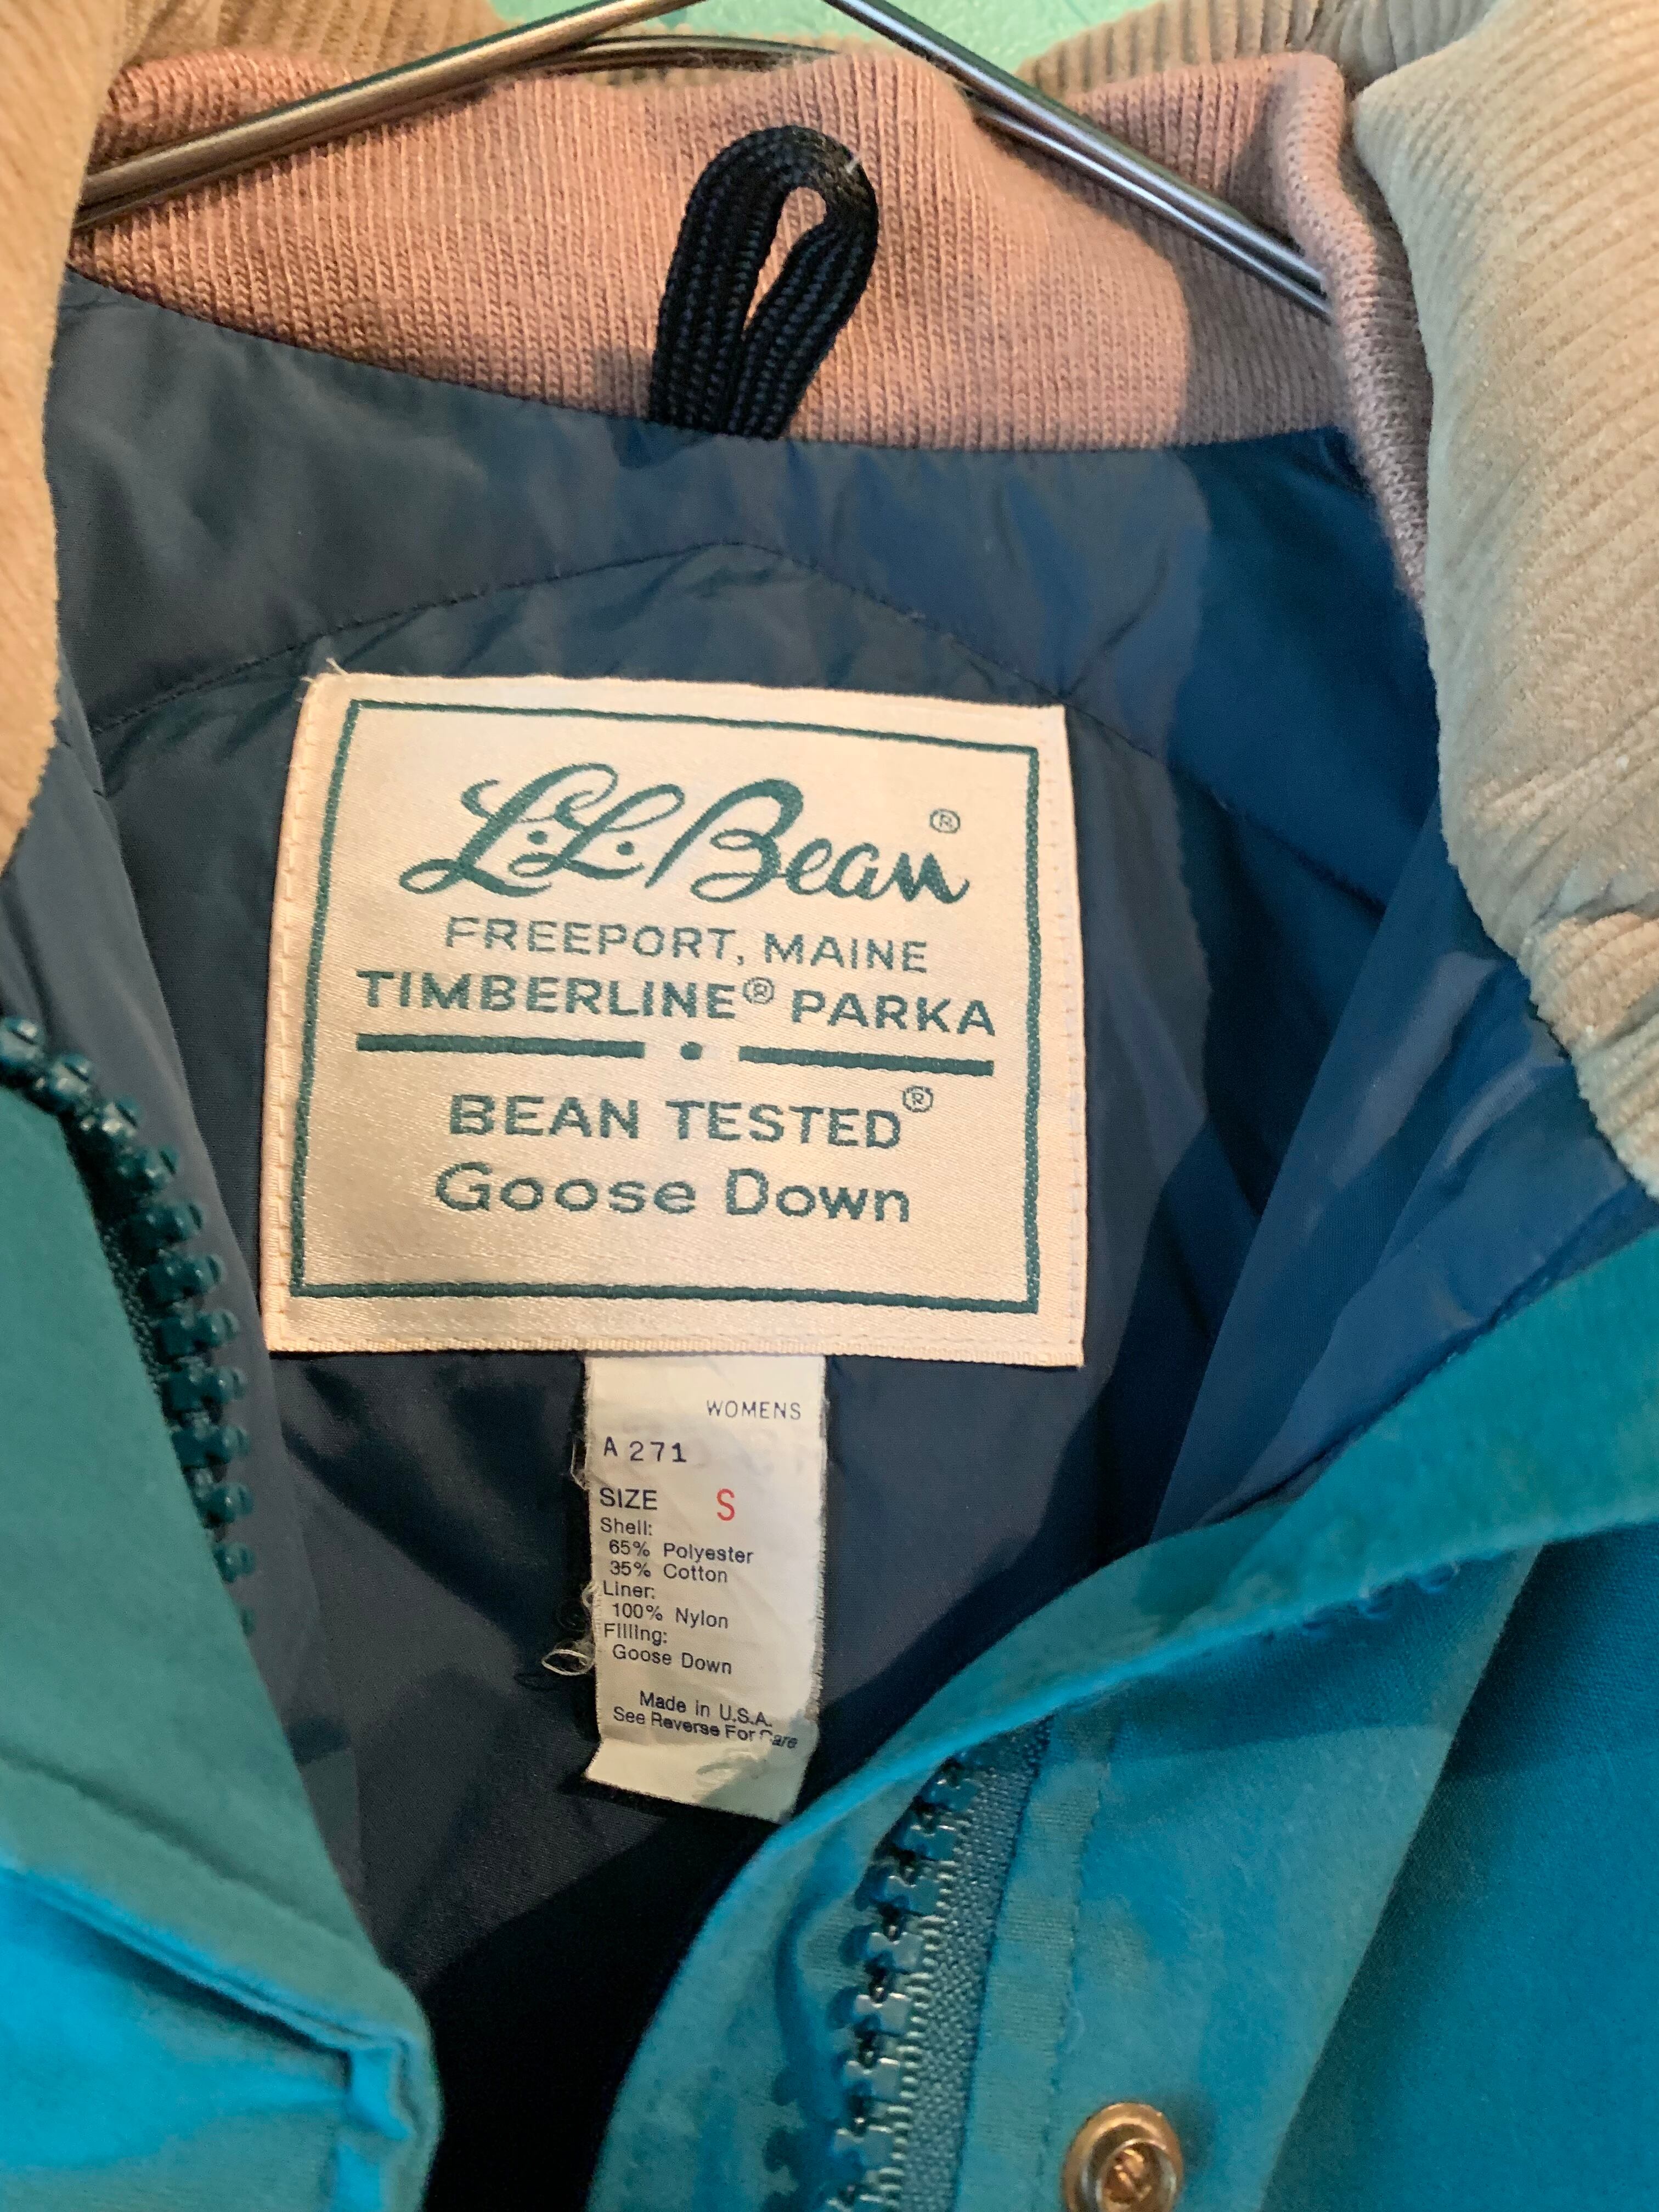 L.L.Bean®
FREEPORT, MAINE
TIMBERLINE® PARKA
BEAN TESTED®
Goose Down
WOMENS
A271
SIZE S
Shell:
65% Polyester
35% Cotton
Liner:
100% Nylon
Filling:
Goose Down
Made in U.S.A.
See Reverse For Care